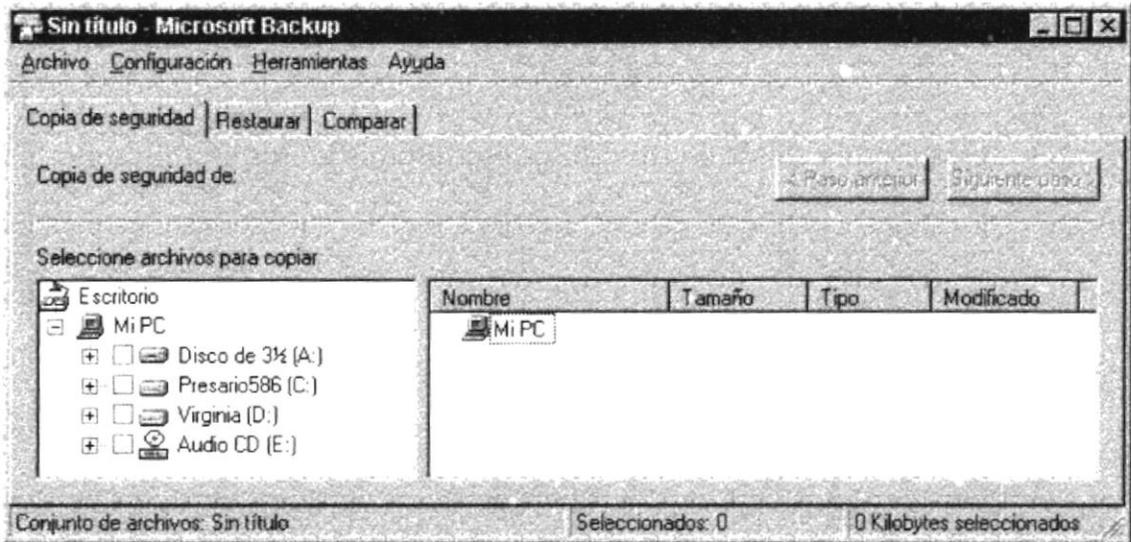 Sin título - Microsoft Backup
Archivo Configuración Herramientas Ayuda
Copia de seguridad Restaurar Comparar
Copia de seguridad de:
< Paso anterior Siguiente paso >
Seleccione archivos para copiar
Escritorio
Nombre Tamaño Tipo Modificado
Mi PC
Mi PC
Disco de 3½ (A:)
Presario586 (C:)
Virginia (D:)
Audio CD (E:)
Conjunto de archivos: Sin título Seleccionados: 0 0 Kilobytes seleccionados